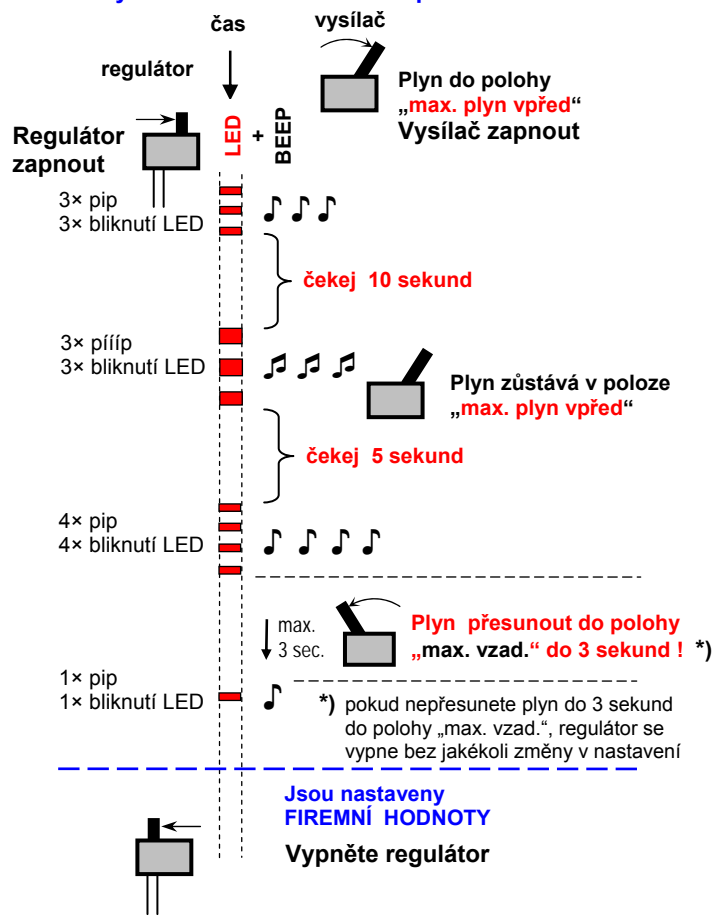 čas
vysílač
regulátor
Plyn do polohy
„max. plyn vpřed“
Vysílač zapnout
Regulátor
zapnout
LED + BEEP
3× pip
3× bliknutí LED
čekej 10 sekund
3× píííp
3× bliknutí LED
Plyn zůstává v poloze
„max. plyn vpřed“
čekej 5 sekund
4× pip
4× bliknutí LED
max.
3 sec.
Plyn přesunout do polohy
„max. vzad.“ do 3 sekund ! *)
1× pip
1× bliknutí LED
*) pokud nepřesunete plyn do 3 sekund
do polohy „max. vzad.“, regulátor se
vypne bez jakékoli změny v nastavení
Jsou nastaveny
FIREMNÍ HODNOTY
Vypněte regulátor